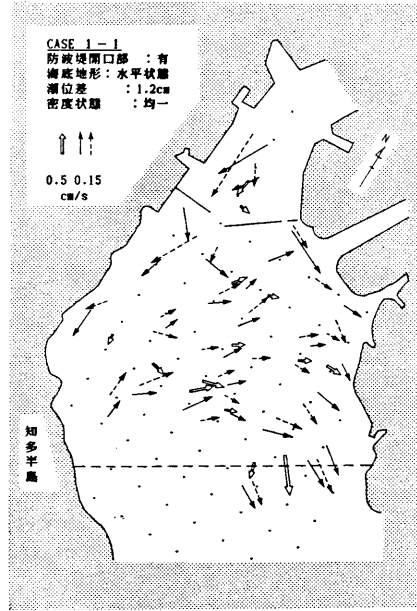 CASE 1-1
防波堤開口部 : 有
海底地形: 水平状態
潮位差 : 1.2cm
密度状態 : 均一
0.5 0.15
cm/s
N
知多半島